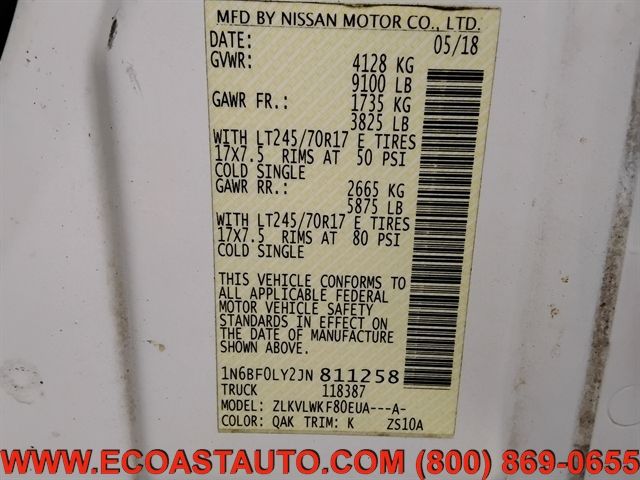 MFD BY NISSAN MOTOR CO., LTD.
DATE: 05/18
GVWR: 4128 KG
9100 LB
GAWR FR.: 1735 KG
3825 LB
WITH LT245/70R17 E TIRES
17X7.5 RIMS AT 50 PSI
COLD SINGLE
GAWR RR.: 2665 KG
5875 LB
WITH LT245/70R17 E TIRES
17X7.5 RIMS AT 80 PSI
COLD SINGLE
THIS VEHICLE CONFORMS TO
ALL APPLICABLE FEDERAL
MOTOR VEHICLE SAFETY
STANDARDS IN EFFECT ON
THE DATE OF MANUFACTURE
SHOWN ABOVE.
1N6BF0LY2JN 811258
TRUCK 118387
MODEL: ZLKVLWKF80EUA---A-
COLOR: QAK TRIM: K ZS10A
WWW.ECOASTAUTO.COM (800) 869-0655